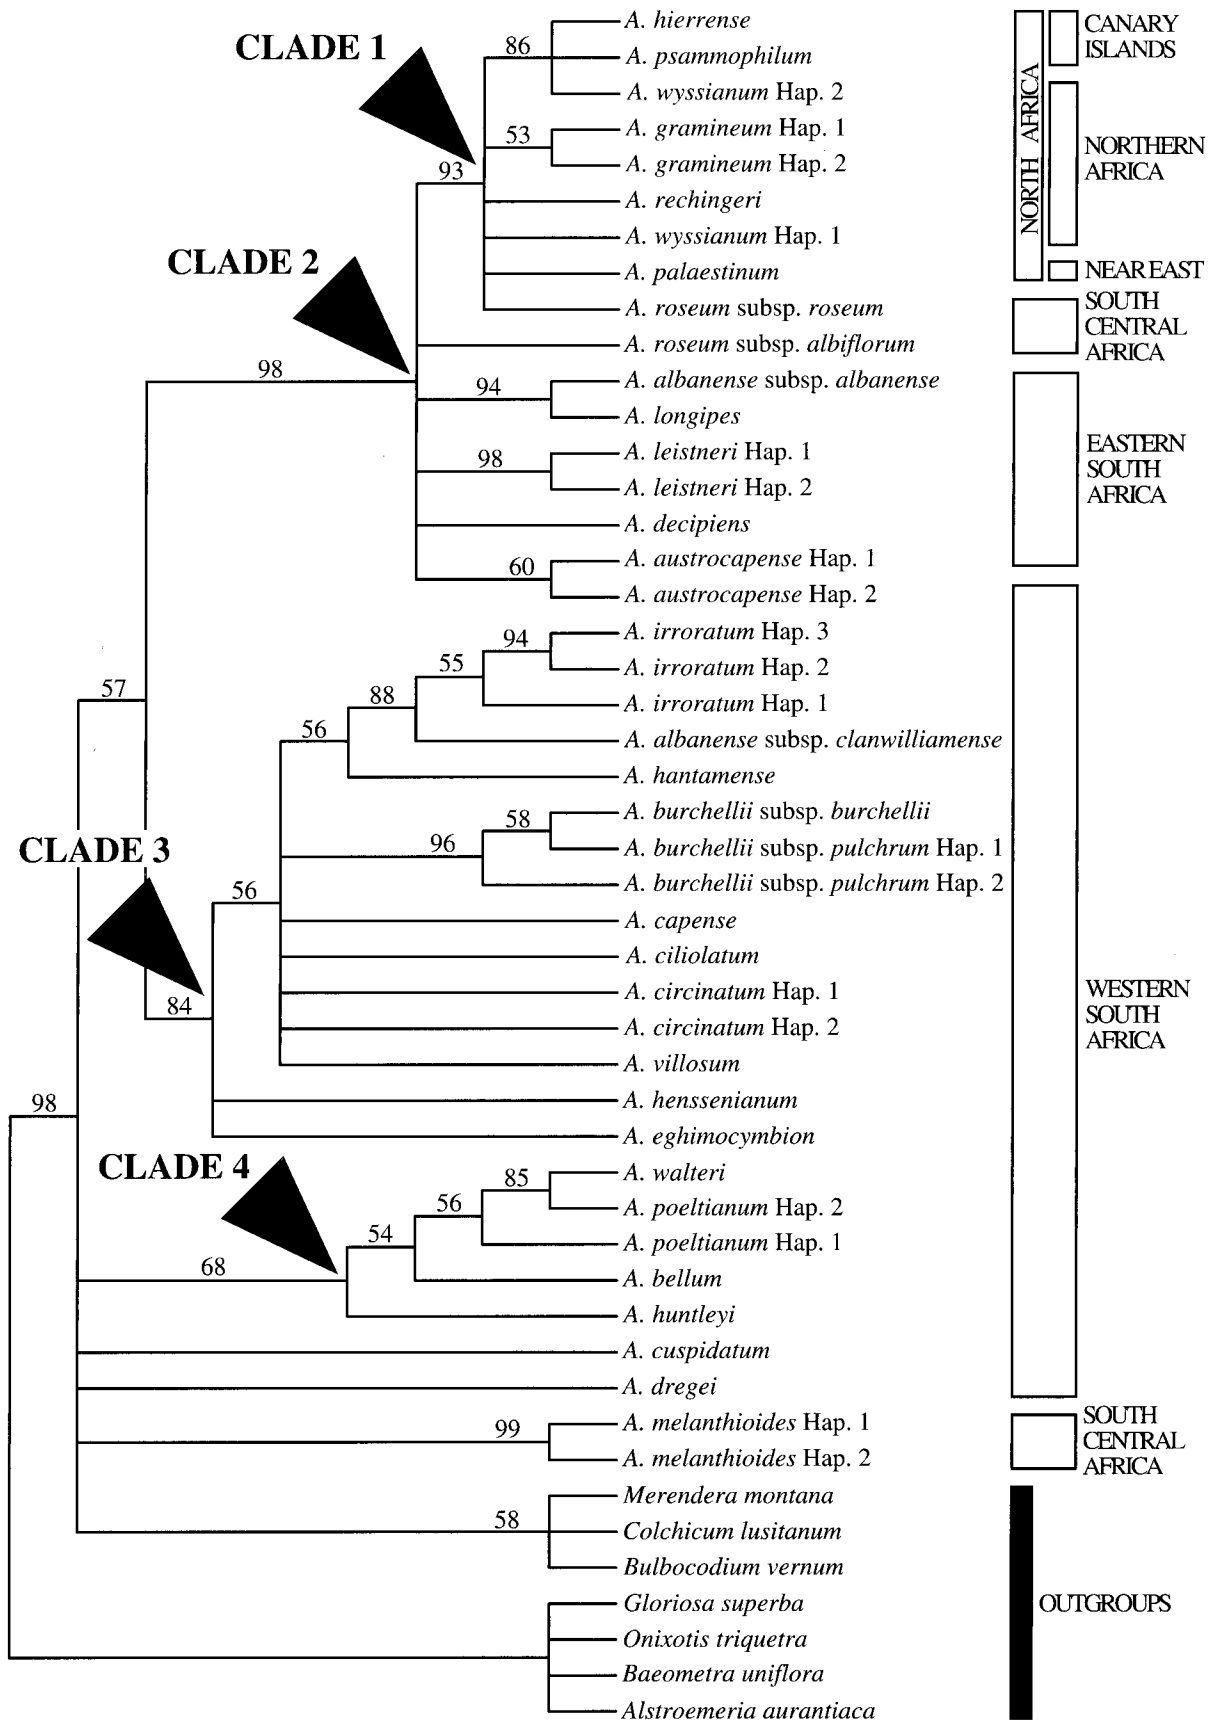 A. hierrense
CANARY
ISLANDS
CLADE 1
86
A. psammophilum
A. wyssianum Hap. 2
NORTH AFRICA
53
A. gramineum Hap. 1
NORTHERN
AFRICA
A. gramineum Hap. 2
93
A. rechingeri
A. wyssianum Hap. 1
CLADE 2
A. palaestinum
NEAR EAST
A. roseum subsp. roseum
SOUTH
CENTRAL
AFRICA
A. roseum subsp. albiflorum
98
A. albanense subsp. albanense
94
A. longipes
A. leistneri Hap. 1
EASTERN
SOUTH
AFRICA
98
A. leistneri Hap. 2
A. decipiens
A. austrocapense Hap. 1
60
A. austrocapense Hap. 2
A. irroratum Hap. 3
94
A. irroratum Hap. 2
55
57
88
A. irroratum Hap. 1
56
A. albanense subsp. clanwilliamense
A. hantamense
A. burchellii subsp. burchellii
58
CLADE 3
96
A. burchellii subsp. pulchrum Hap. 1
A. burchellii subsp. pulchrum Hap. 2
56
A. capense
A. ciliolatum
84
A. circinatum Hap. 1
WESTERN
SOUTH
AFRICA
A. circinatum Hap. 2
A. villosum
98
A. henssenianum
A. eghimocymbion
CLADE 4
85
A. walteri
56
A. poeltianum Hap. 2
54
A. poeltianum Hap. 1
68
A. bellum
A. huntleyi
A. cuspidatum
A. dregei
99
A. melanthioides Hap. 1
SOUTH
CENTRAL
AFRICA
A. melanthioides Hap. 2
Merendera montana
58
Colchicum lusitanum
Bulbocodium vernum
Gloriosa superba
OUTGROUPS
Onixotis triquetra
Baeometra uniflora
Alstroemeria aurantiaca